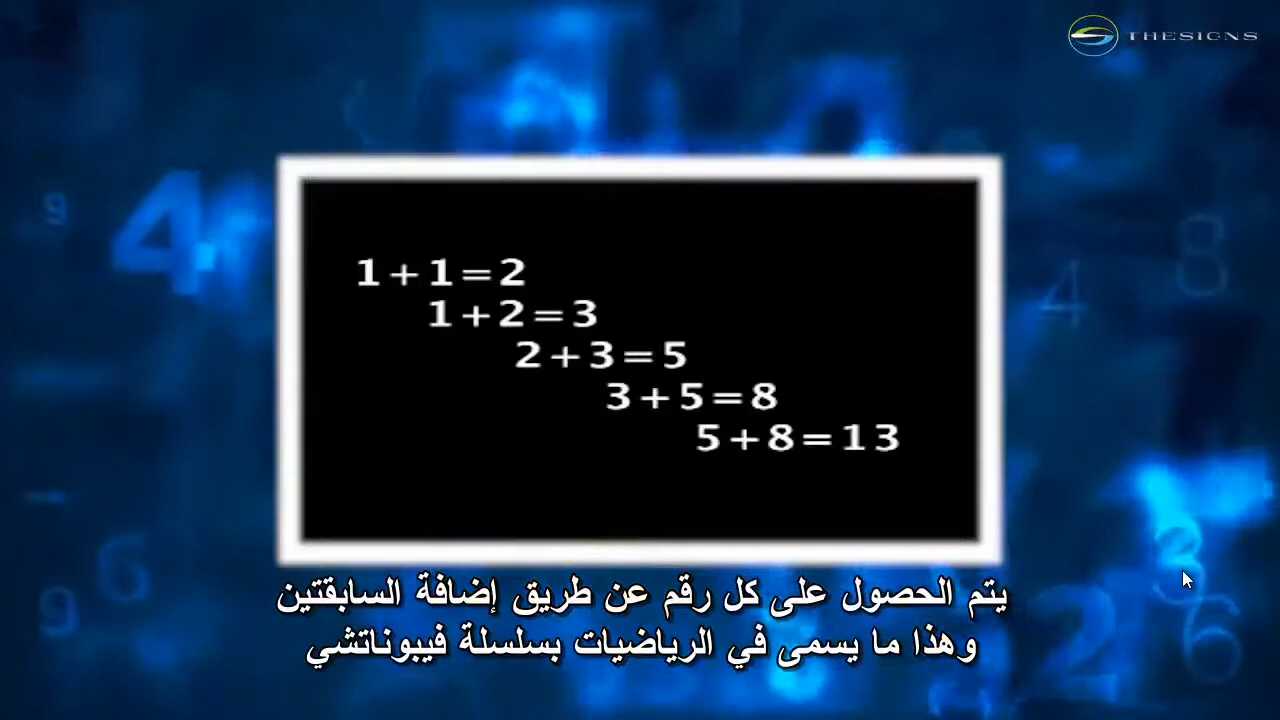 THESIGNS
1+1=2
1+2=3
2+3=5
3+5=8
5+8=13
يتم الحصول على كل رقم عن طريق إضافة السابقتين
وهذا ما يسمى في الرياضيات بسلسلة فيبوناتشي